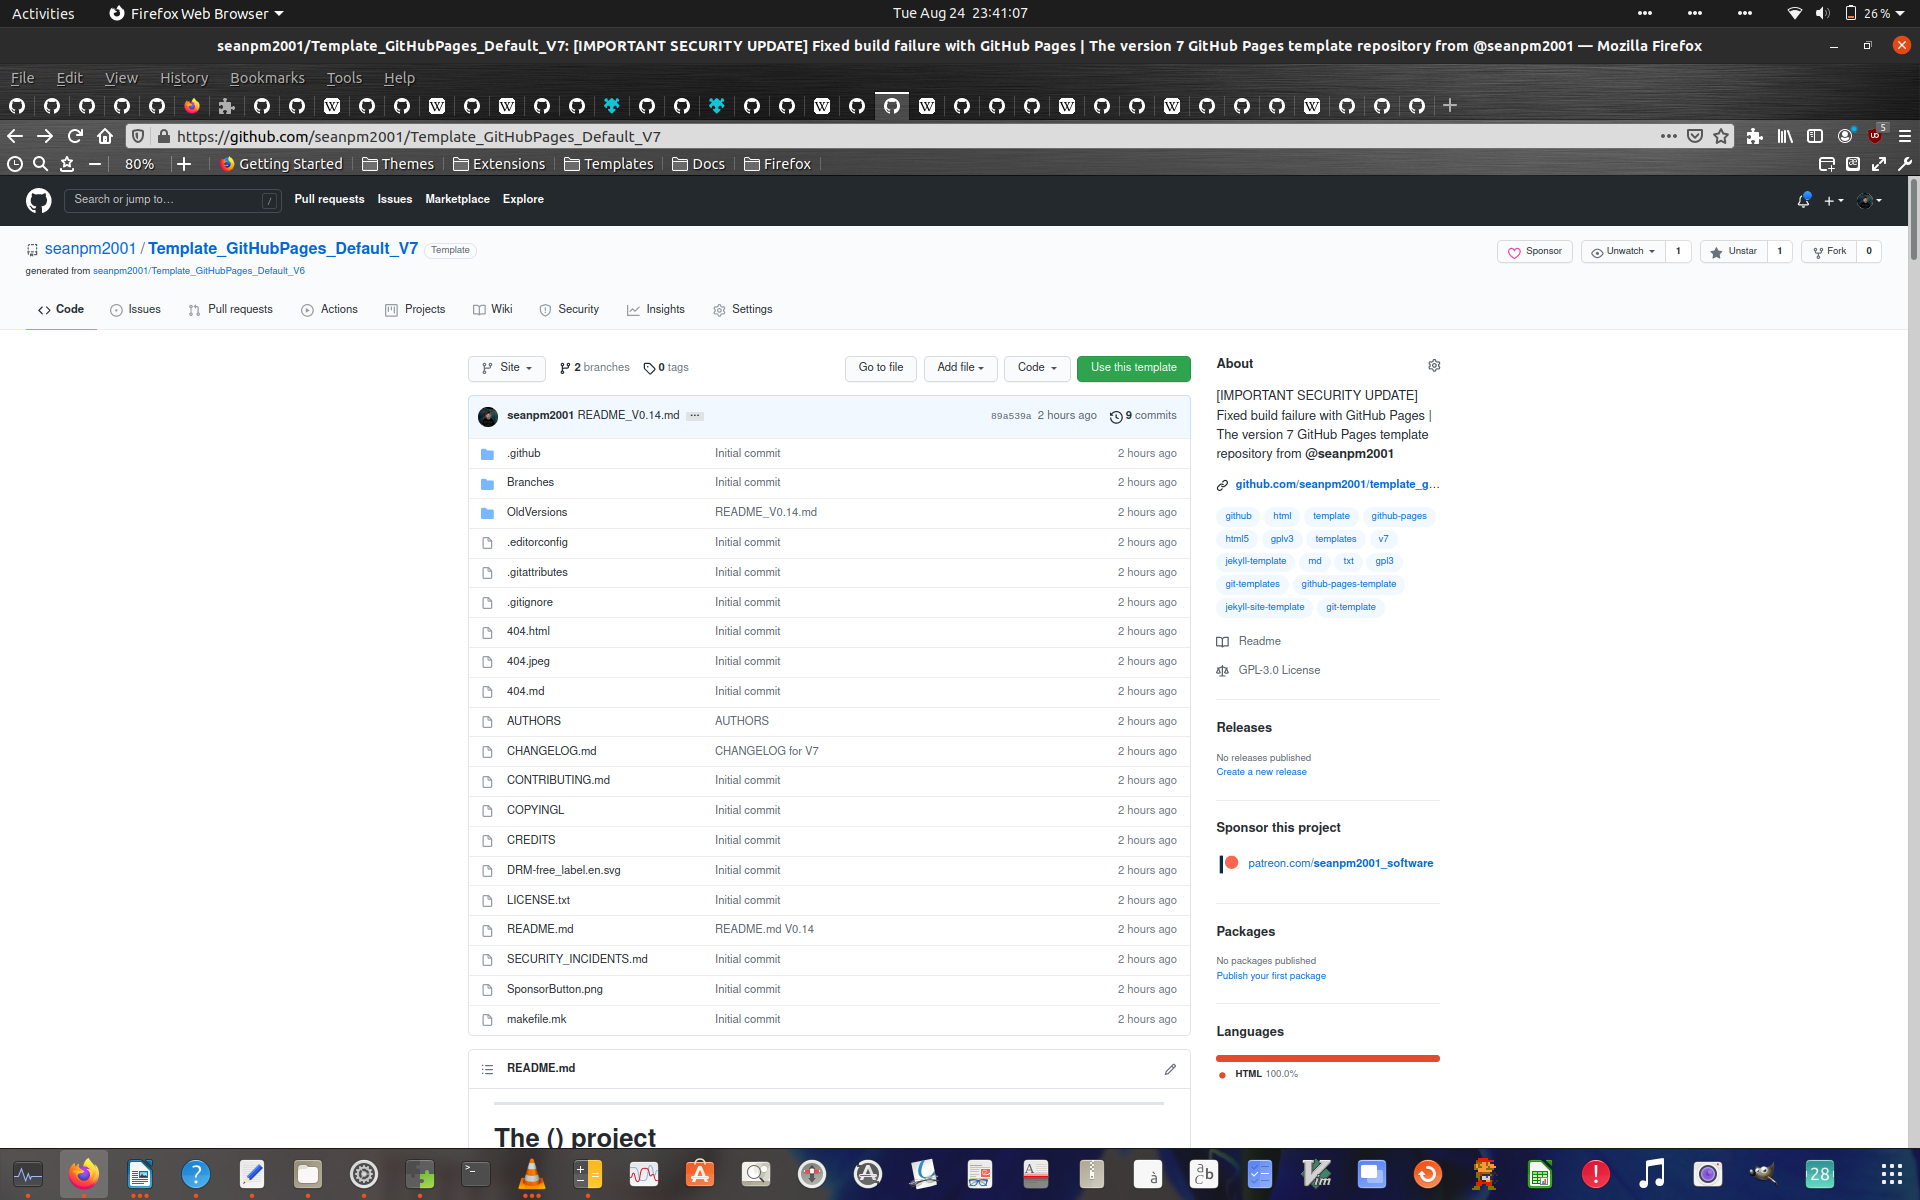 Activities
Firefox Web Browser
Tue Aug 24 23:41:07
26 %
seanpm2001/Template_GitHubPages_Default_V7: [IMPORTANT SECURITY UPDATE] Fixed build failure with GitHub Pages | The version 7 GitHub Pages template repository from @seanpm2001 — Mozilla Firefox
File Edit View History Bookmarks Tools Help
https://github.com/seanpm2001/Template_GitHubPages_Default_V7
5
80% Getting Started Themes Extensions Templates Docs Firefox
Search or jump to… /
Pull requests Issues Marketplace Explore
seanpm2001 / Template_GitHubPages_Default_V7 Template
Sponsor Unwatch 1 Unstar 1 Fork 0
generated from seanpm2001/Template_GitHubPages_Default_V6
Code Issues Pull requests Actions Projects Wiki Security Insights Settings
Site 2 branches 0 tags Go to file Add file Code Use this template
seanpm2001 README_V0.14.md ... 89a539a 2 hours ago 9 commits
.github Initial commit 2 hours ago
Branches Initial commit 2 hours ago
OldVersions README_V0.14.md 2 hours ago
.editorconfig Initial commit 2 hours ago
.gitattributes Initial commit 2 hours ago
.gitignore Initial commit 2 hours ago
404.html Initial commit 2 hours ago
404.jpeg Initial commit 2 hours ago
404.md Initial commit 2 hours ago
AUTHORS AUTHORS 2 hours ago
CHANGELOG.md CHANGELOG for V7 2 hours ago
CONTRIBUTING.md Initial commit 2 hours ago
COPYINGL Initial commit 2 hours ago
CREDITS Initial commit 2 hours ago
DRM-free_label.en.svg Initial commit 2 hours ago
LICENSE.txt Initial commit 2 hours ago
README.md README.md V0.14 2 hours ago
SECURITY_INCIDENTS.md Initial commit 2 hours ago
SponsorButton.png Initial commit 2 hours ago
makefile.mk Initial commit 2 hours ago
README.md
The () project
About
[IMPORTANT SECURITY UPDATE]
Fixed build failure with GitHub Pages |
The version 7 GitHub Pages template
repository from @seanpm2001
github.com/seanpm2001/template_g...
github html template github-pages
html5 gplv3 templates v7
jekyll-template md txt gpl3
git-templates github-pages-template
jekyll-site-template git-template
Readme
GPL-3.0 License
Releases
No releases published
Create a new release
Sponsor this project
patreon.com/seanpm2001_software
Packages
No packages published
Publish your first package
Languages
HTML 100.0%
28